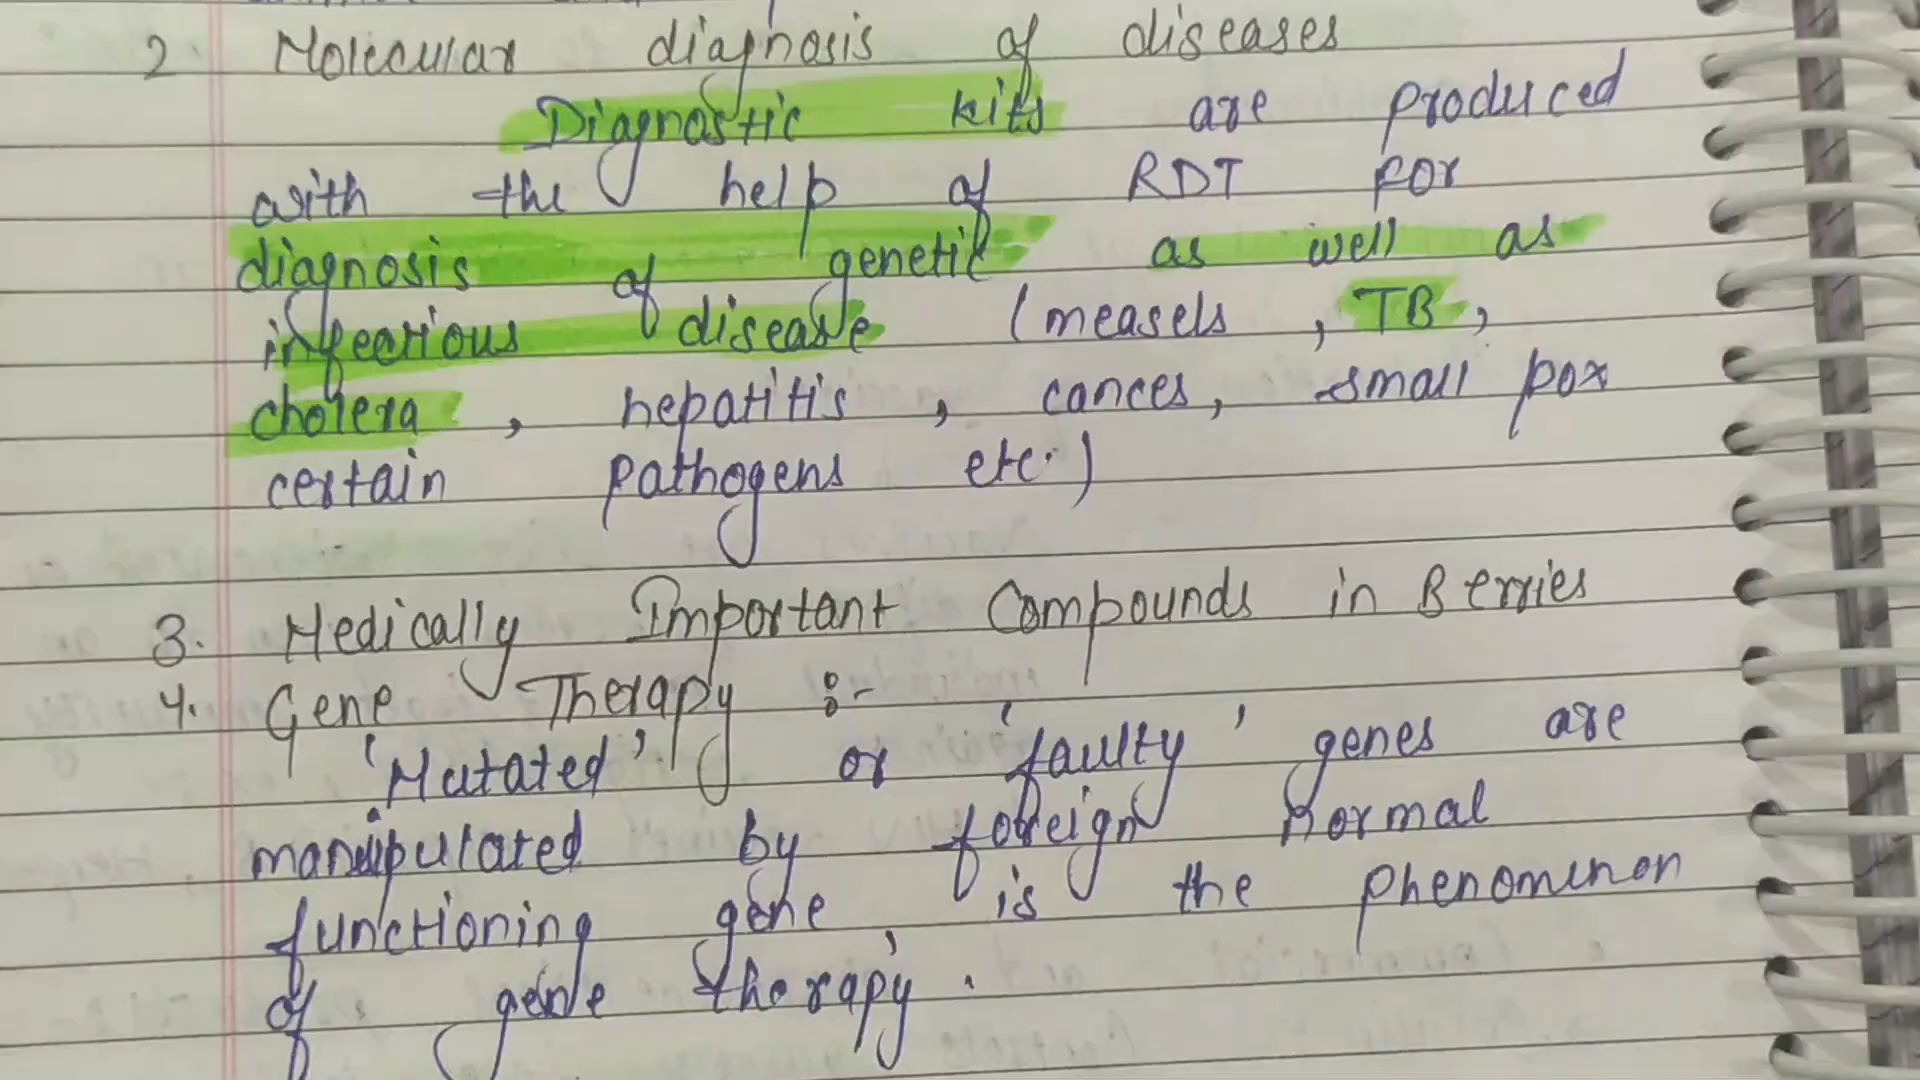 2. Molecular diagnosis of diseases
Diagnostic kits are produced
with the help of RDT for
diagnosis of genetic as well as
infectious disease (measels, TB,
cholera, hepatitis, cances, small pox
certain pathogens etc.)
3. Medically Important Compounds in Berries
4. Gene Therapy :-
'Mutated' or 'faulty' genes are
manipulated by foreign normal
functioning gene, is the phenomenon
of gene therapy.